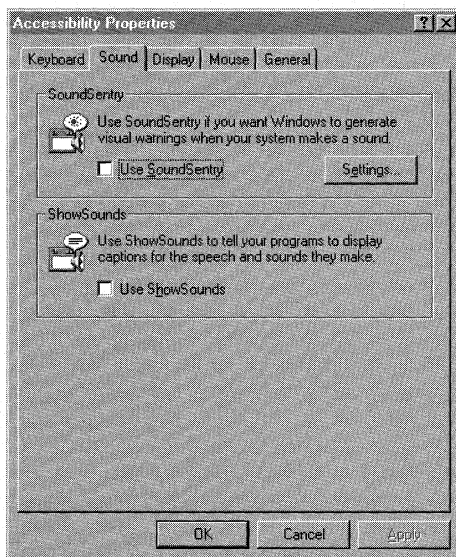 Accessibility Properties
Keyboard Sound Display Mouse General
SoundSentry
Use SoundSentry if you want Windows to generate
visual warnings when your system makes a sound.
Use SoundSentry Settings...
ShowSounds
Use ShowSounds to tell your programs to display
captions for the speech and sounds they make.
Use ShowSounds
OK Cancel Apply